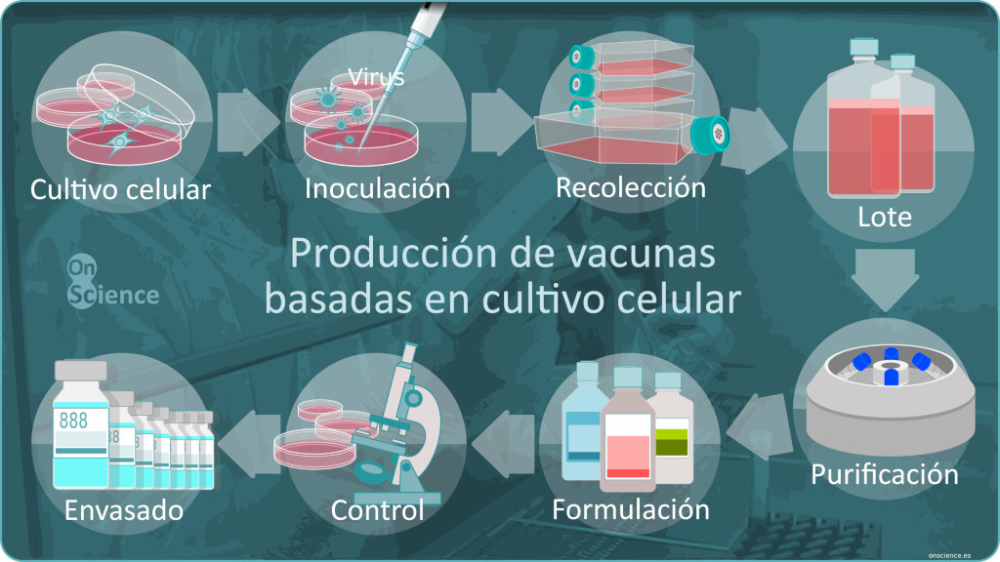 Virus
Cultivo celular
Inoculación
Recolección
Lote
Producción de vacunas
basadas en cultivo celular
On
Science
888
88
Envasado
Control
Formulación
Purificación
onscience.es